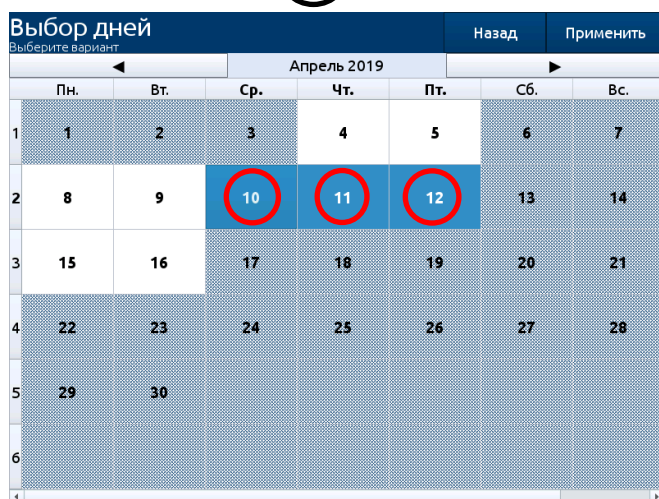 Выбор дней
Выберите вариант
Назад Применить
◀ Апрель 2019 ▶
Пн. Вт. Ср. Чт. Пт. Сб. Вс.
1 1 2 3 4 5 6 7
2 8 9 10 11 12 13 14
3 15 16 17 18 19 20 21
4 22 23 24 25 26 27 28
5 29 30
6